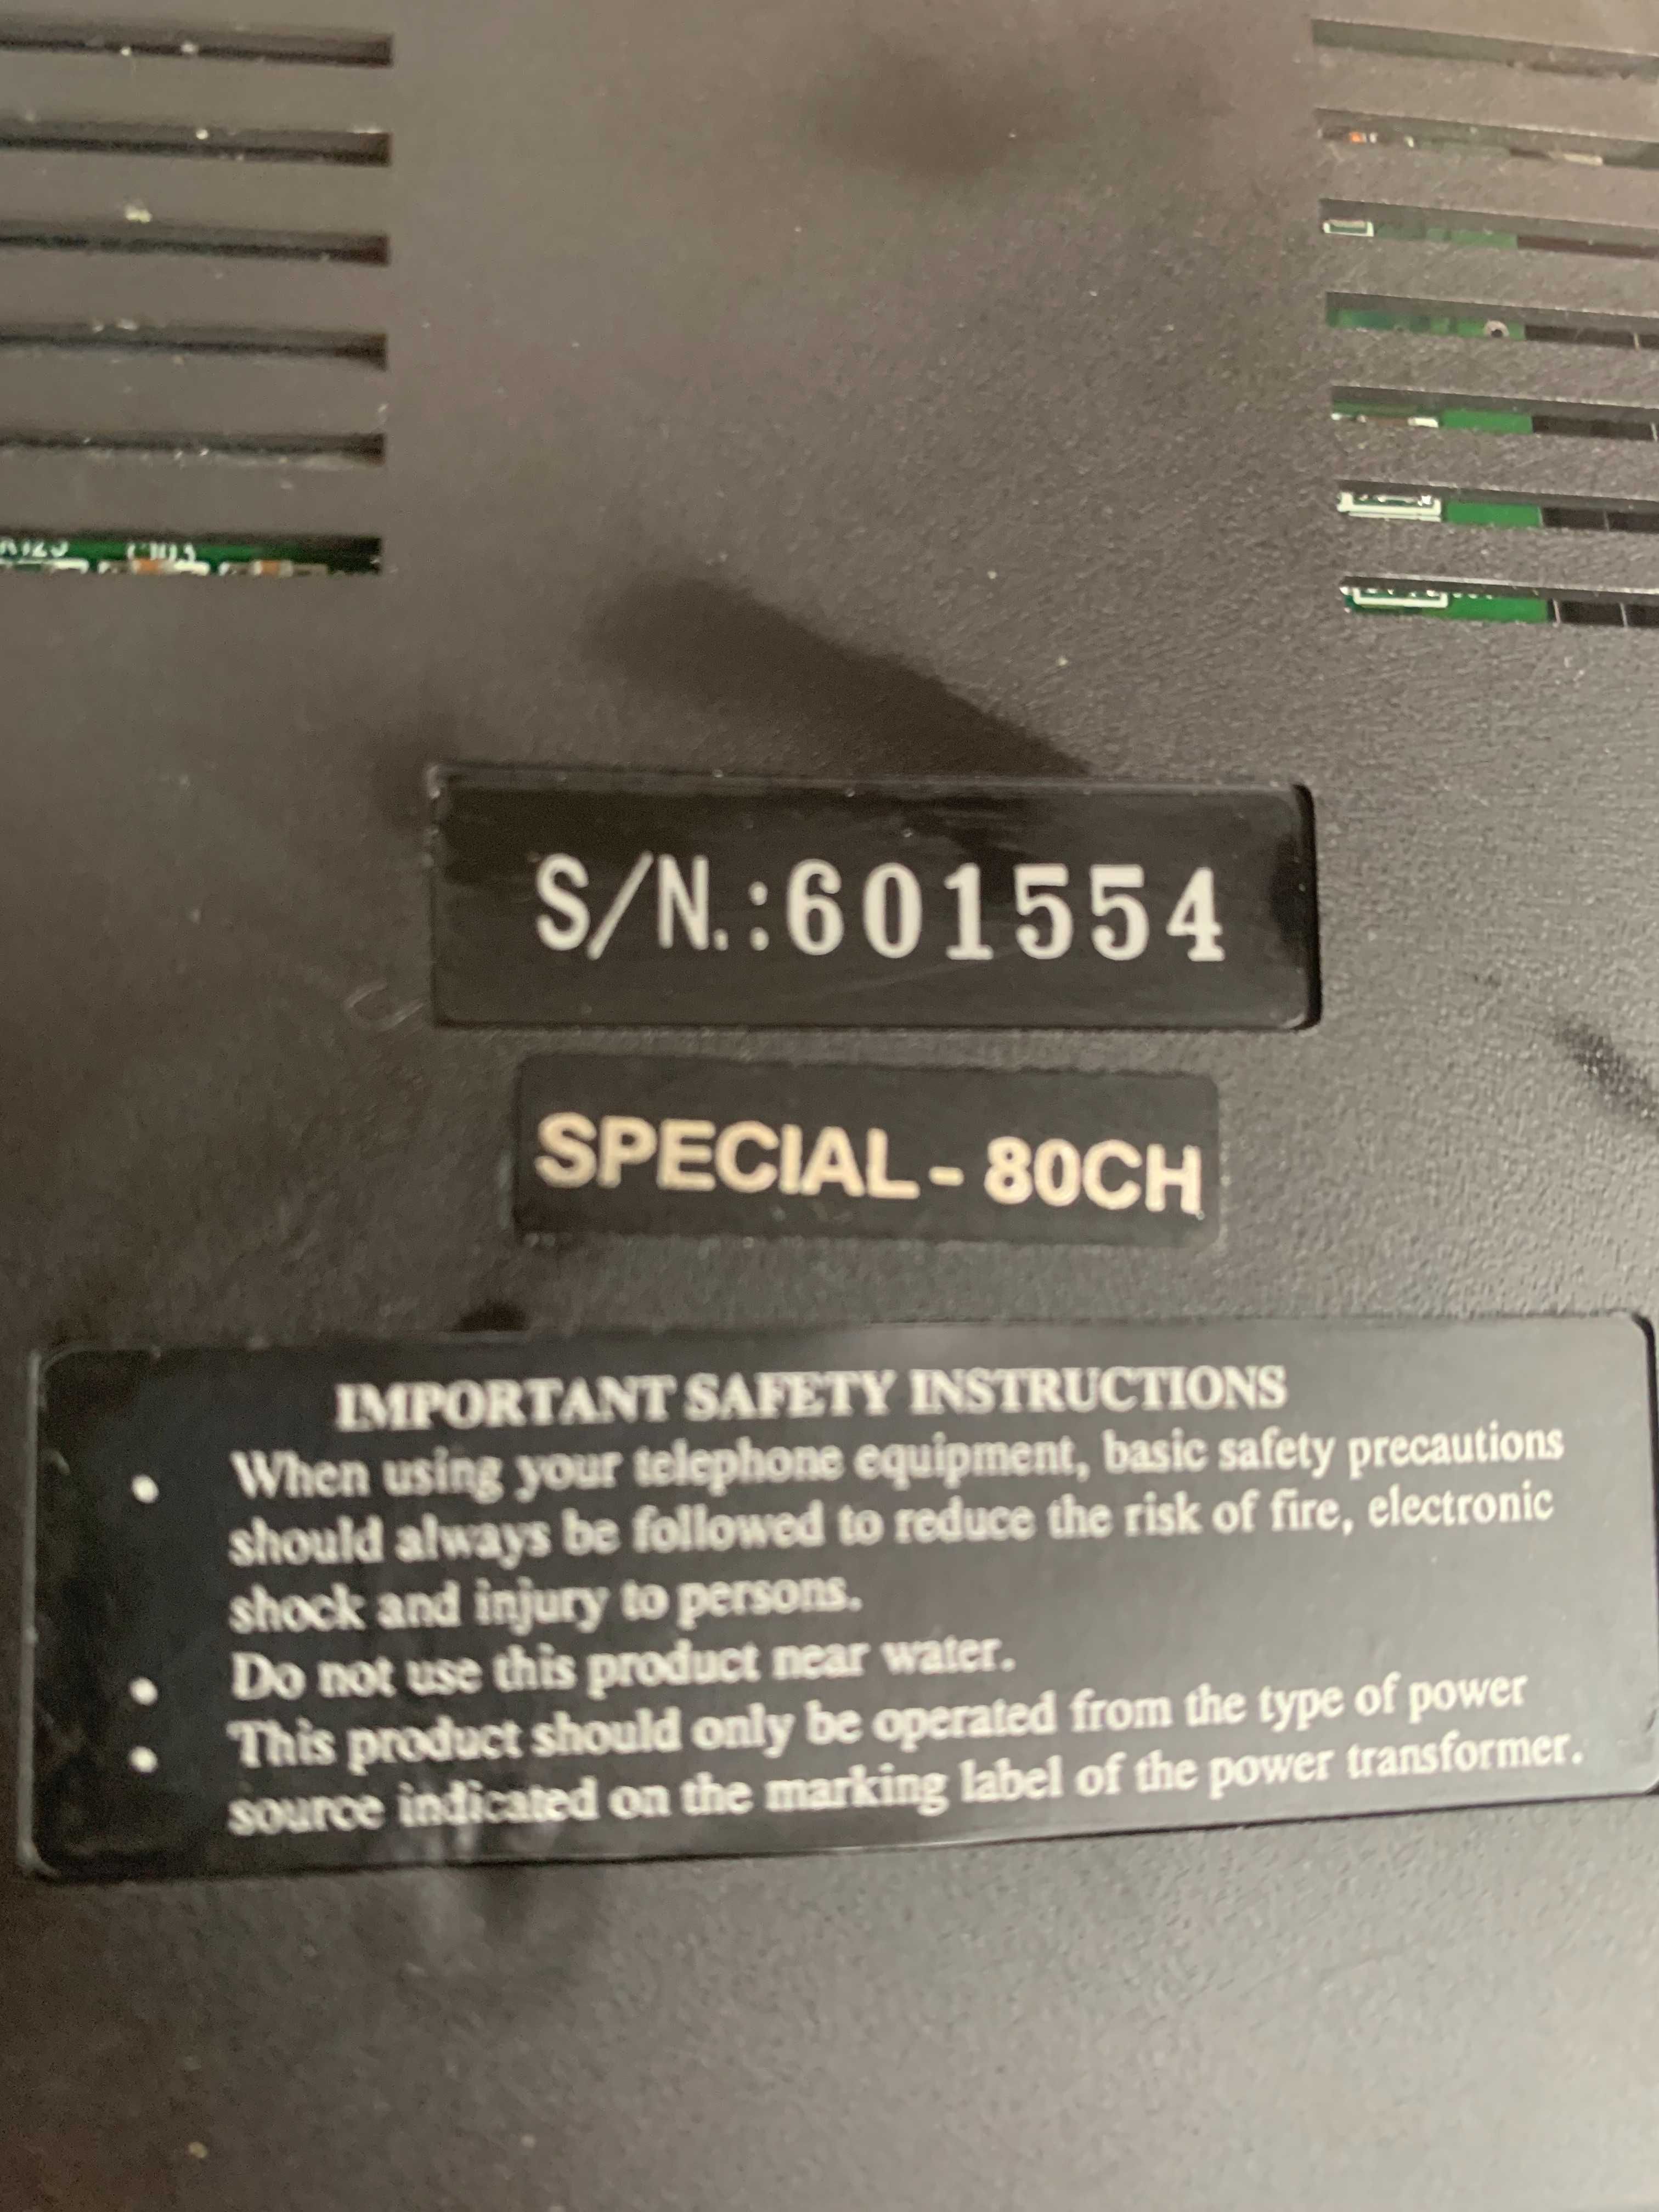 S/N.:601554
SPECIAL - 80CH
IMPORTANT SAFETY INSTRUCTIONS
• When using your telephone equipment, basic safety precautions
should always be followed to reduce the risk of fire, electronic
shock and injury to persons.
• Do not use this product near water.
• This product should only be operated from the type of power
source indicated on the marking label of the power transformer.